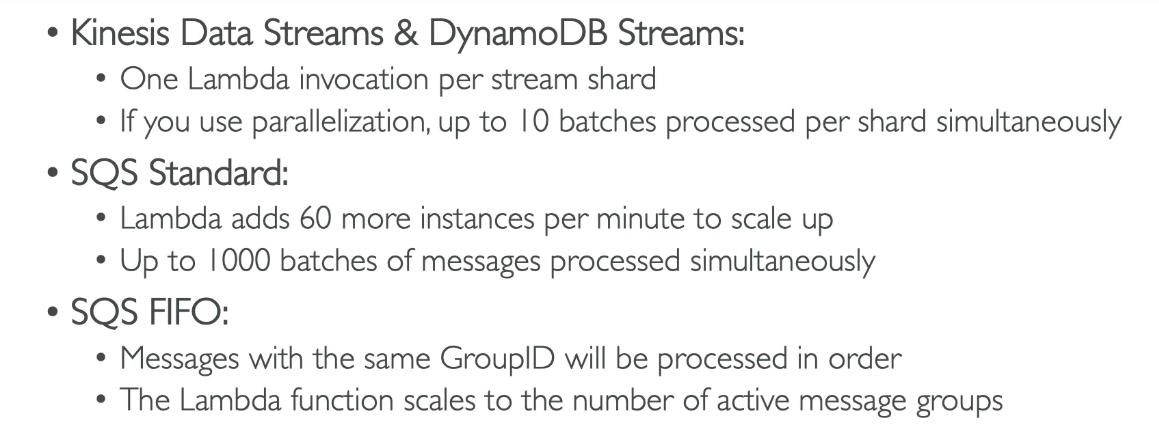 • Kinesis Data Streams & DynamoDB Streams:
• One Lambda invocation per stream shard
• If you use parallelization, up to 10 batches processed per shard simultaneously
• SQS Standard:
• Lambda adds 60 more instances per minute to scale up
• Up to 1000 batches of messages processed simultaneously
• SQS FIFO:
• Messages with the same GroupID will be processed in order
• The Lambda function scales to the number of active message groups